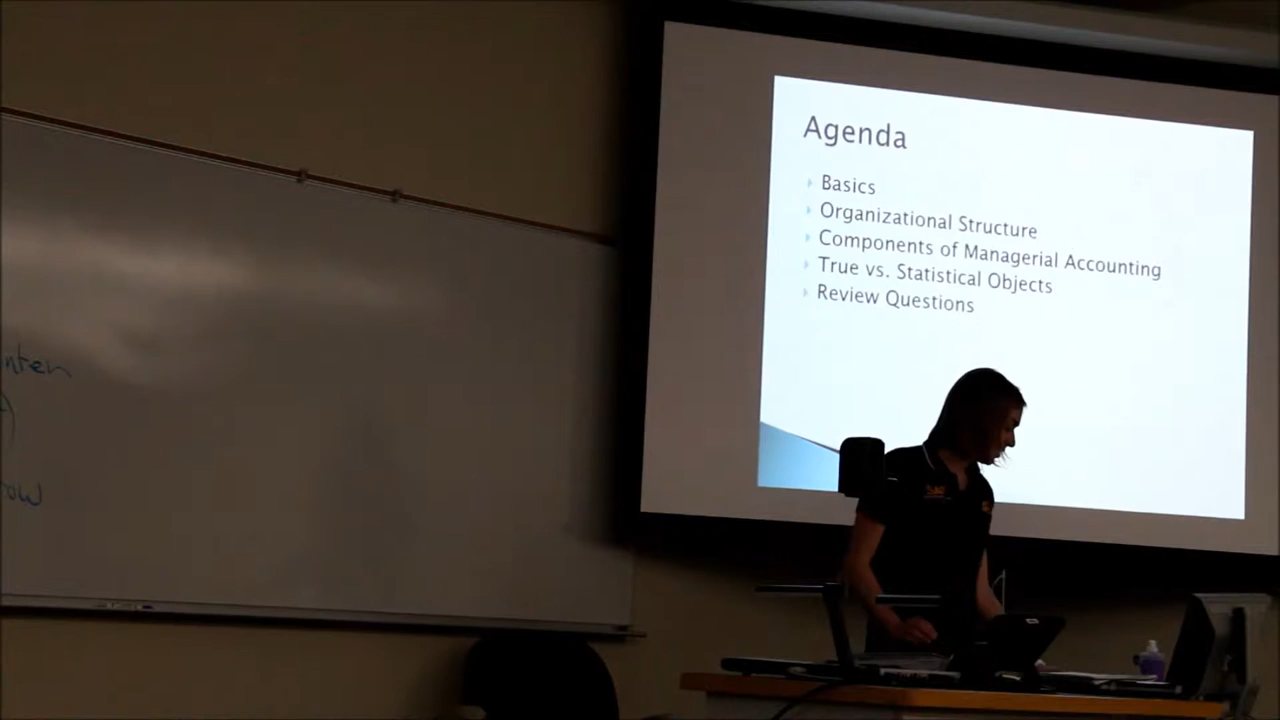 Agenda
Basics
Organizational Structure
Components of Managerial Accounting
True vs. Statistical Objects
Review Questions